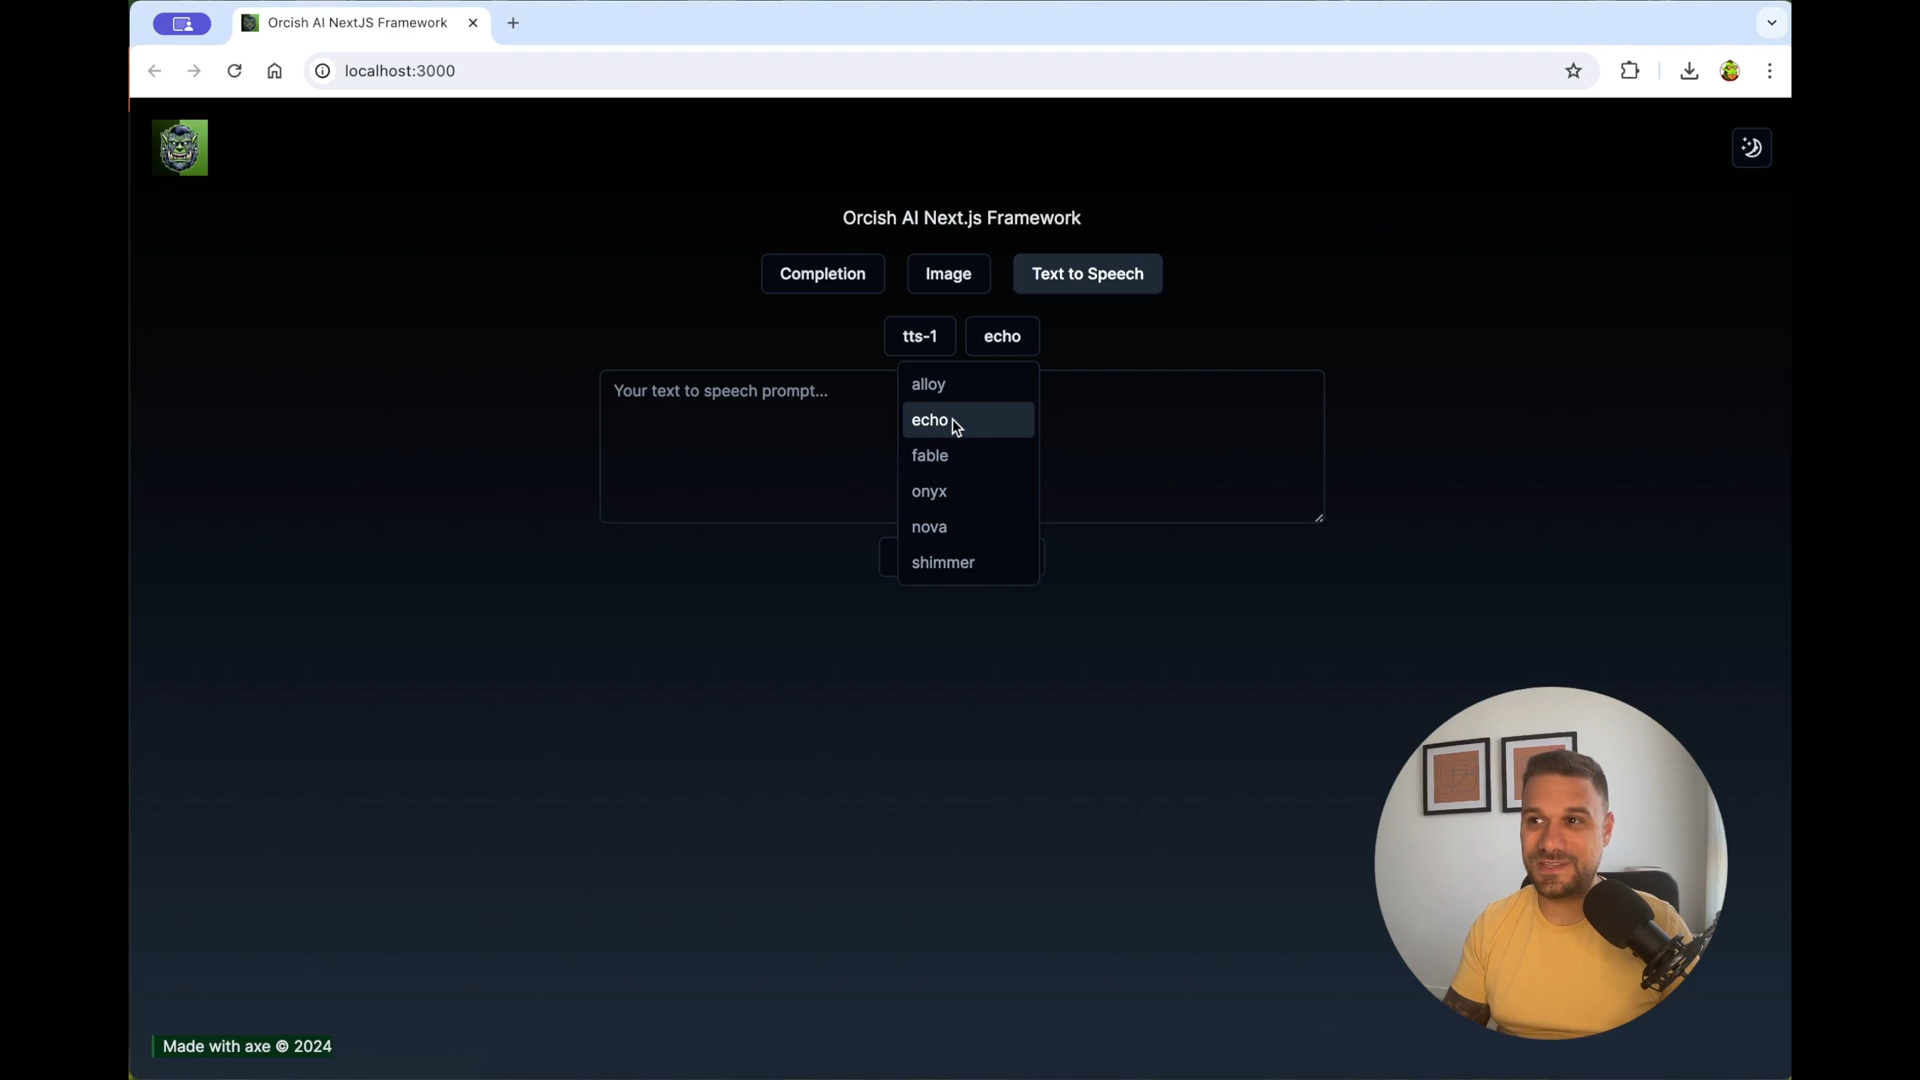 Orcish AI NextJS Framework
localhost:3000
Orcish AI Next.js Framework
Completion
Image
Text to Speech
tts-1
echo
Your text to speech prompt...
alloy
echo
fable
onyx
nova
shimmer
Made with axe © 2024